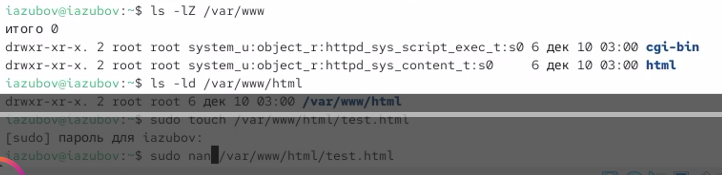 iazubov@iazubov:~$ ls -lZ /var/www
итого 0
drwxr-xr-x. 2 root root system_u:object_r:httpd_sys_script_exec_t:s0 6 дек 10 03:00 cgi-bin
drwxr-xr-x. 2 root root system_u:object_r:httpd_sys_content_t:s0     6 дек 10 03:00 html
iazubov@iazubov:~$ ls -ld /var/www/html
drwxr-xr-x. 2 root root 6 дек 10 03:00 /var/www/html
iazubov@iazubov:~$ sudo touch /var/www/html/test.html
[sudo] пароль для iazubov:
iazubov@iazubov:~$ sudo nan /var/www/html/test.html